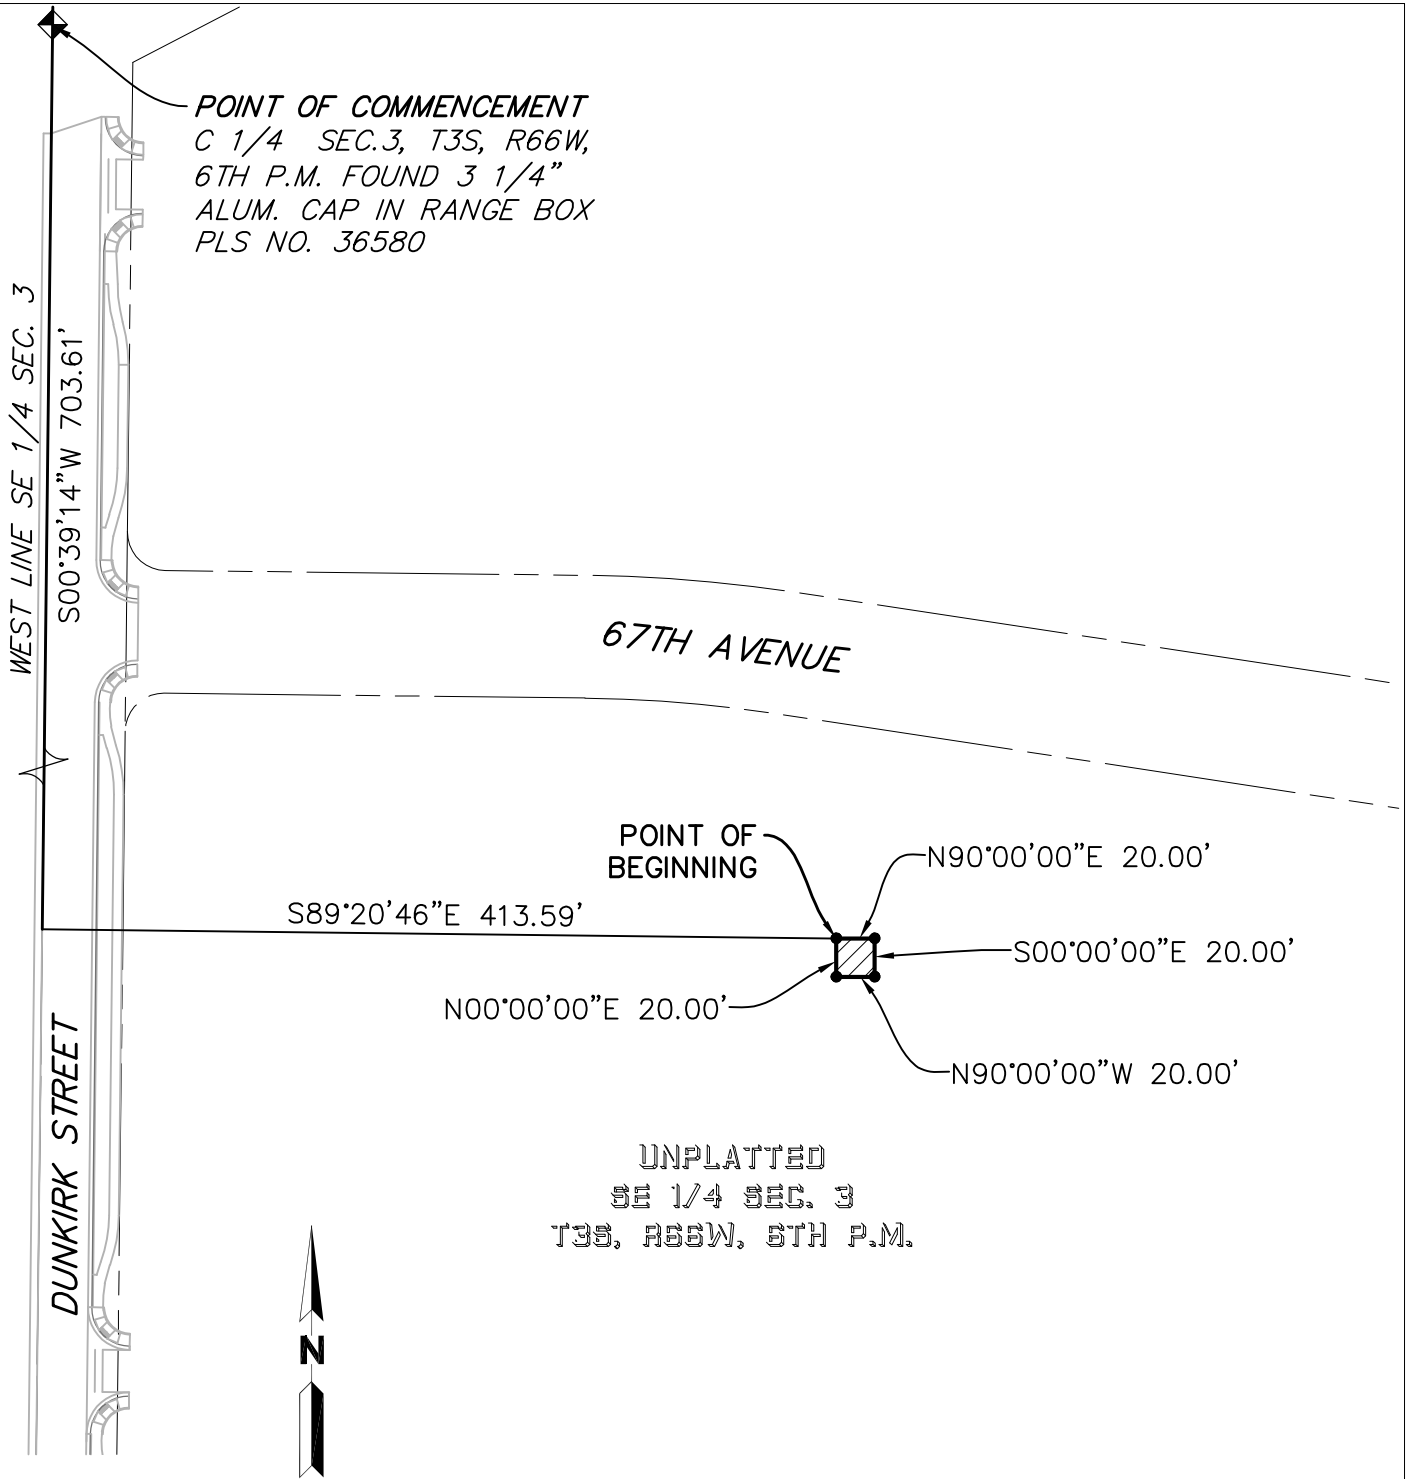 POINT OF COMMENCEMENT
C 1/4 SEC.3, T3S, R66W,
6TH P.M. FOUND 3 1/4"
ALUM. CAP IN RANGE BOX
PLS NO. 36580
WEST LINE SE 1/4 SEC. 3
S00°39'14"W 703.61'
67TH AVENUE
POINT OF
BEGINNING
N90°00'00"E 20.00'
S89°20'46"E 413.59'
S00°00'00"E 20.00'
N00°00'00"E 20.00'
N90°00'00"W 20.00'
DUNKIRK STREET
UNPLATTED
SE 1/4 SEC. 3
T3S, R66W, 6TH P.M.
N